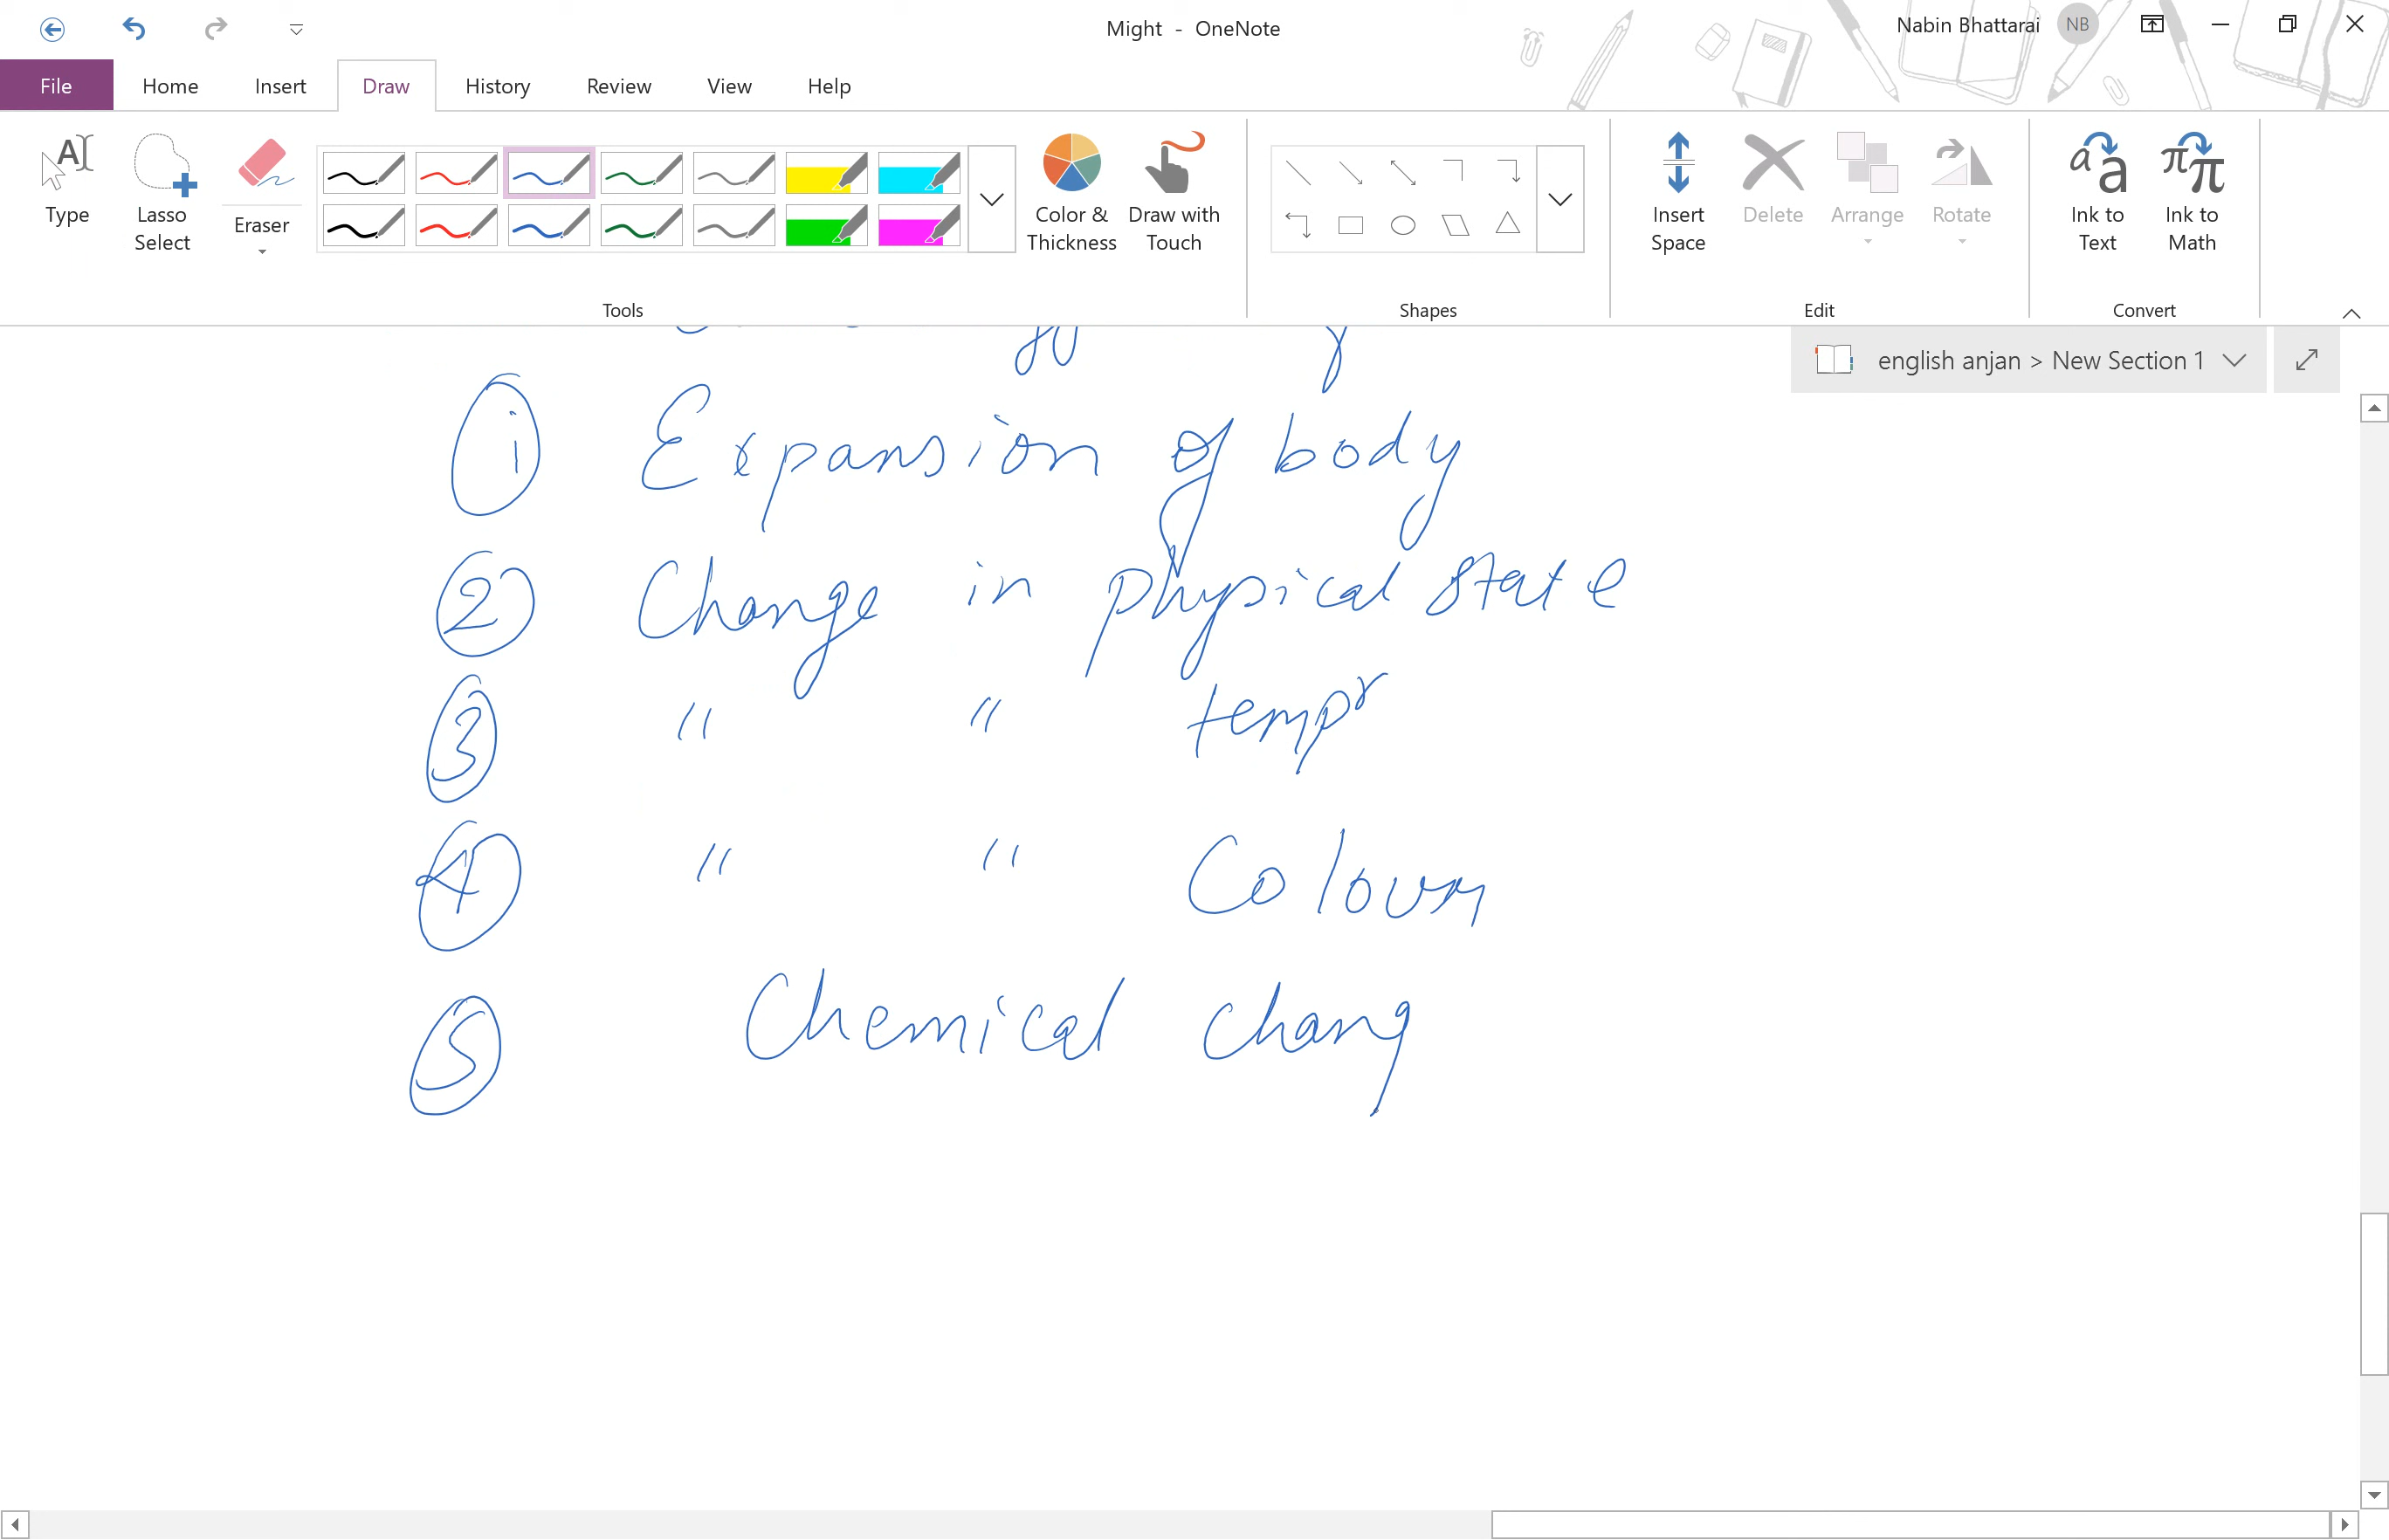 Might - OneNote
Nabin Bhattarai NB
File Home Insert Draw History Review View Help
Type
Lasso Select
Eraser
Color & Thickness
Draw with Touch
Insert Space
Delete
Arrange
Rotate
Ink to Text
Ink to Math
Tools Shapes Edit Convert
english anjan > New Section 1
① Expansion of body
② Change in physical state
③ " " tempr
④ " " Colour
⑤ Chemical chang